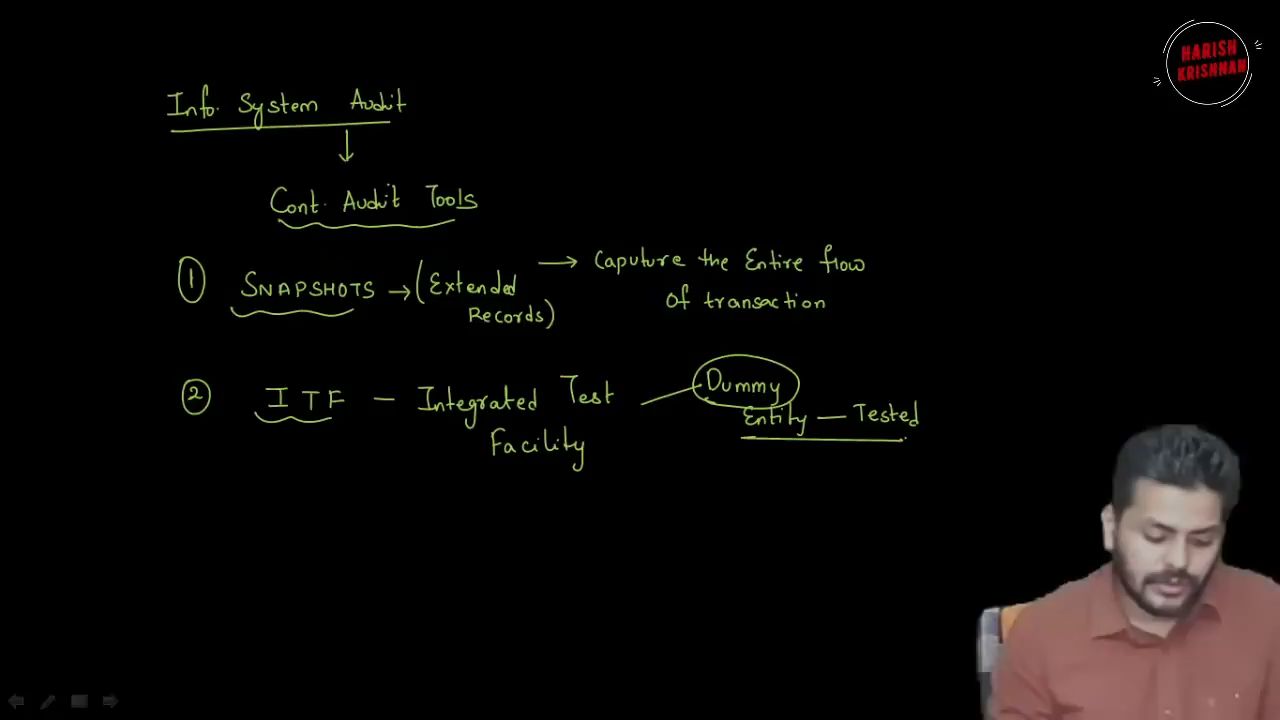 HARISH
KRISHNAN
Info. System Audit
Cont. Audit Tools
① SNAPSHOTS → (Extended Records) → Caputure the Entire flow
of transaction
② ITF — Integrated Test Facility Dummy
Entity — Tested